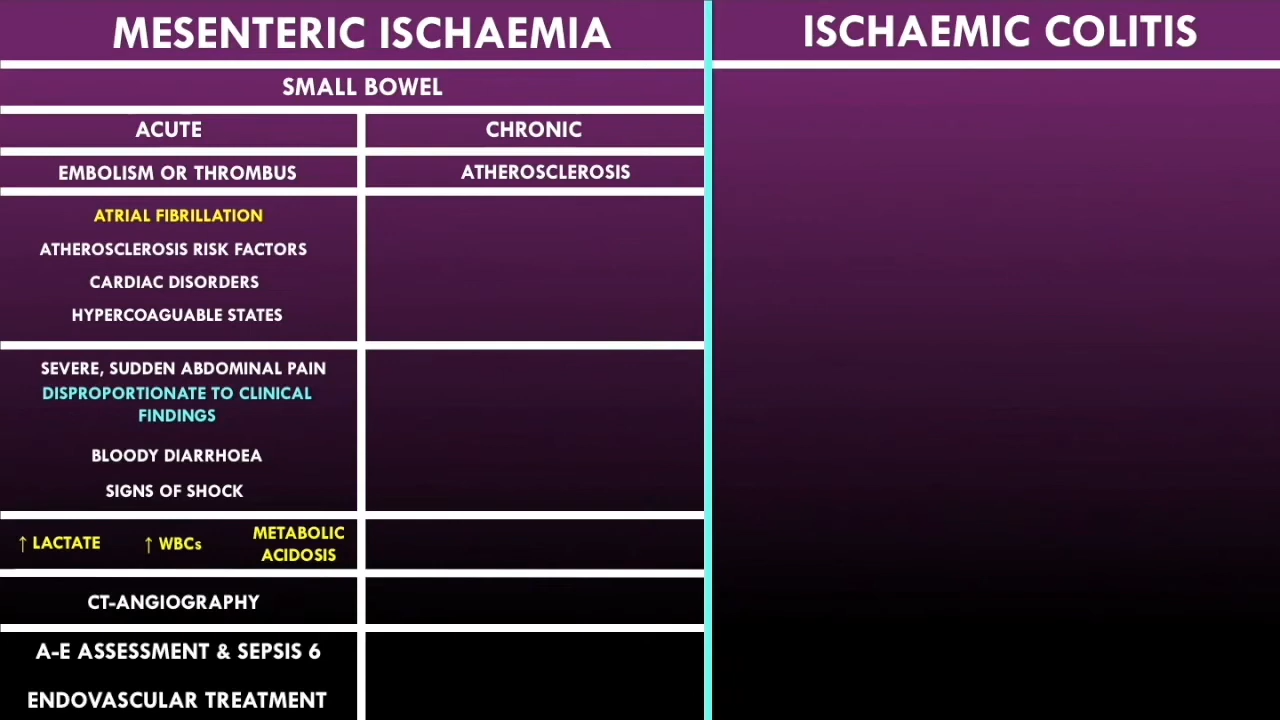 MESENTERIC ISCHAEMIA
ISCHAEMIC COLITIS
SMALL BOWEL
ACUTE
CHRONIC
EMBOLISM OR THROMBUS
ATHEROSCLEROSIS
ATRIAL FIBRILLATION
ATHEROSCLEROSIS RISK FACTORS
CARDIAC DISORDERS
HYPERCOAGUABLE STATES
SEVERE, SUDDEN ABDOMINAL PAIN
DISPROPORTIONATE TO CLINICAL
FINDINGS
BLOODY DIARRHOEA
SIGNS OF SHOCK
↑ LACTATE
↑ WBCs
METABOLIC
ACIDOSIS
CT-ANGIOGRAPHY
A-E ASSESSMENT & SEPSIS 6
ENDOVASCULAR TREATMENT